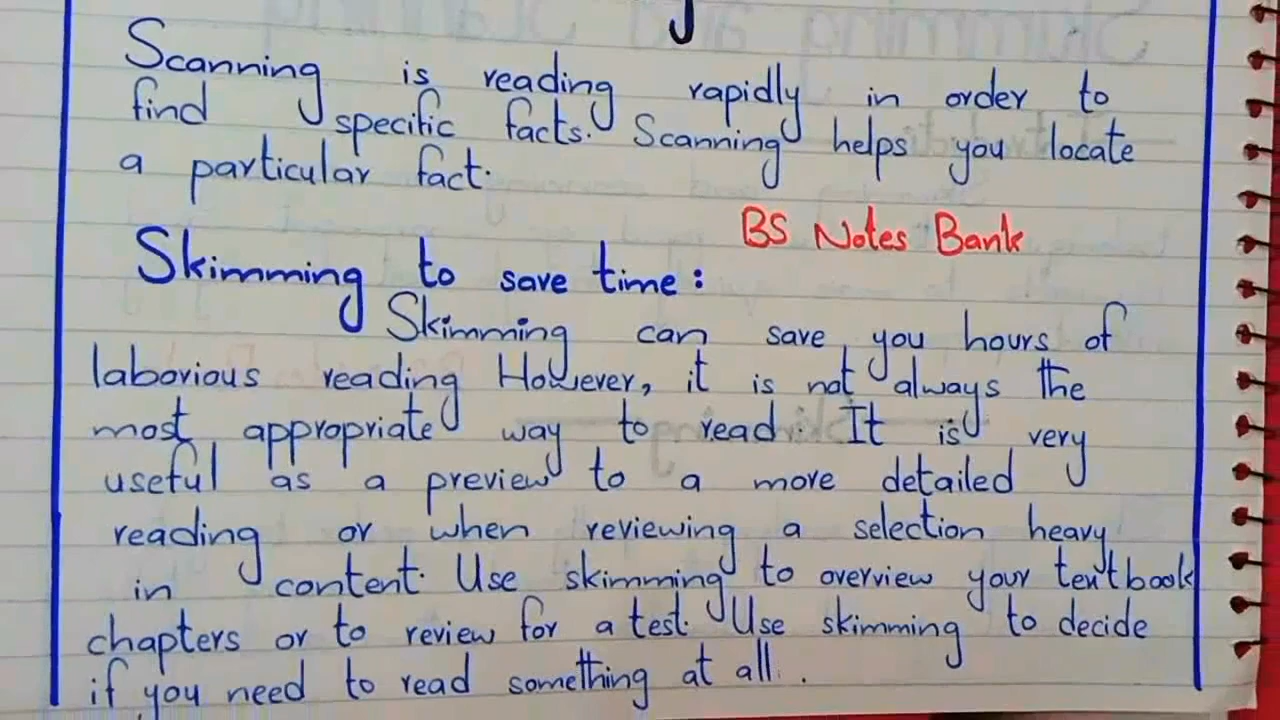 Scanning is reading rapidly in order to
find specific facts. Scanning helps you locate
a particular fact.
BS Notes Bank
Skimming to save time:
Skimming can save you hours of
laborious reading However, it is not always the
most appropriate way to read. It is very
useful as a preview to a more detailed
reading or when reviewing a selection heavy
in content. Use skimming to overview your textbook
chapters or to review for a test. Use skimming to decide
if you need to read something at all.